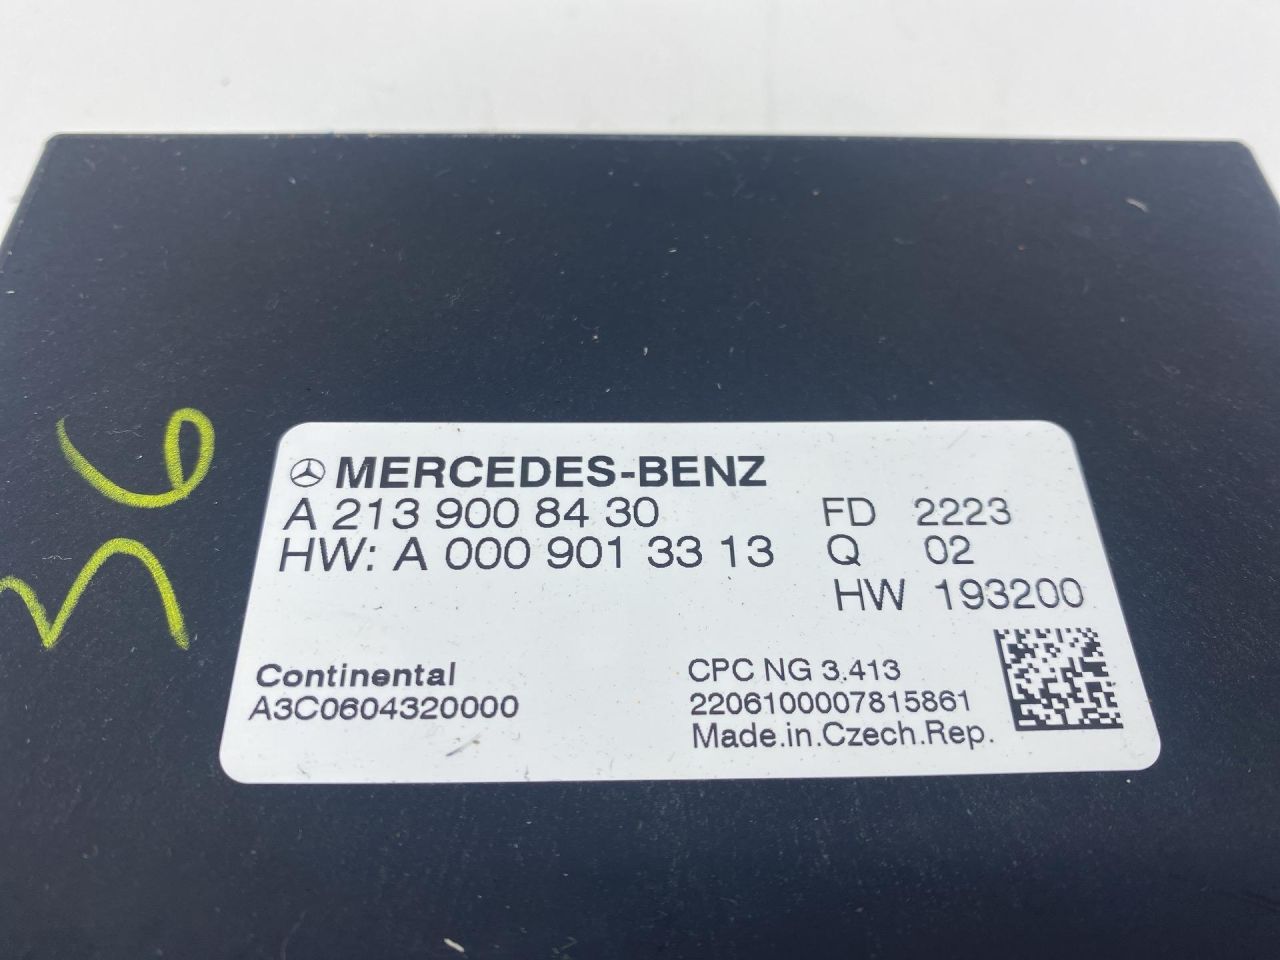 MERCEDES-BENZ
A 213 900 84 30 FD 2223
HW: A 000 901 33 13 Q 02
HW 193200
Continental
A3C0604320000
CPC NG 3.413
2206100007815861
Made.in.Czech.Rep.